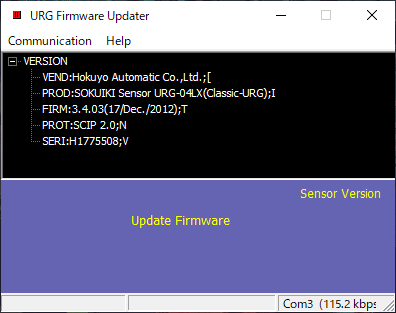 URG Firmware Updater
Communication Help
VERSION
VEND:Hokuyo Automatic Co.,Ltd.;[
PROD:SOKUIKI Sensor URG-04LX(Classic-URG);I
FIRM:3.4.03(17/Dec./2012);T
PROT:SCIP 2.0;N
SERI:H1775508;V
Sensor Version
Update Firmware
Com3 (115.2 kbps